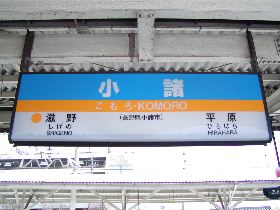 小諸
こもろ・KOMORO
滋野
しげの
SHIGENO
(長野県小諸市)
平原
ひらはら
HIRAHARA